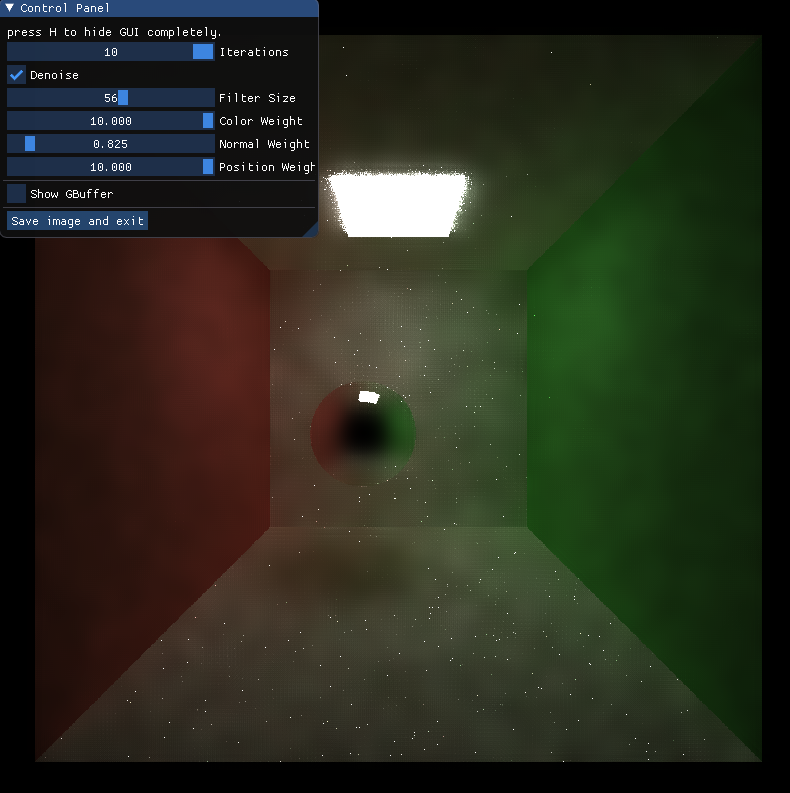 Control Panel
press H to hide GUI completely.
10 Iterations
Denoise
56 Filter Size
10.000 Color Weight
0.825 Normal Weight
10.000 Position Weigh
Show GBuffer
Save image and exit